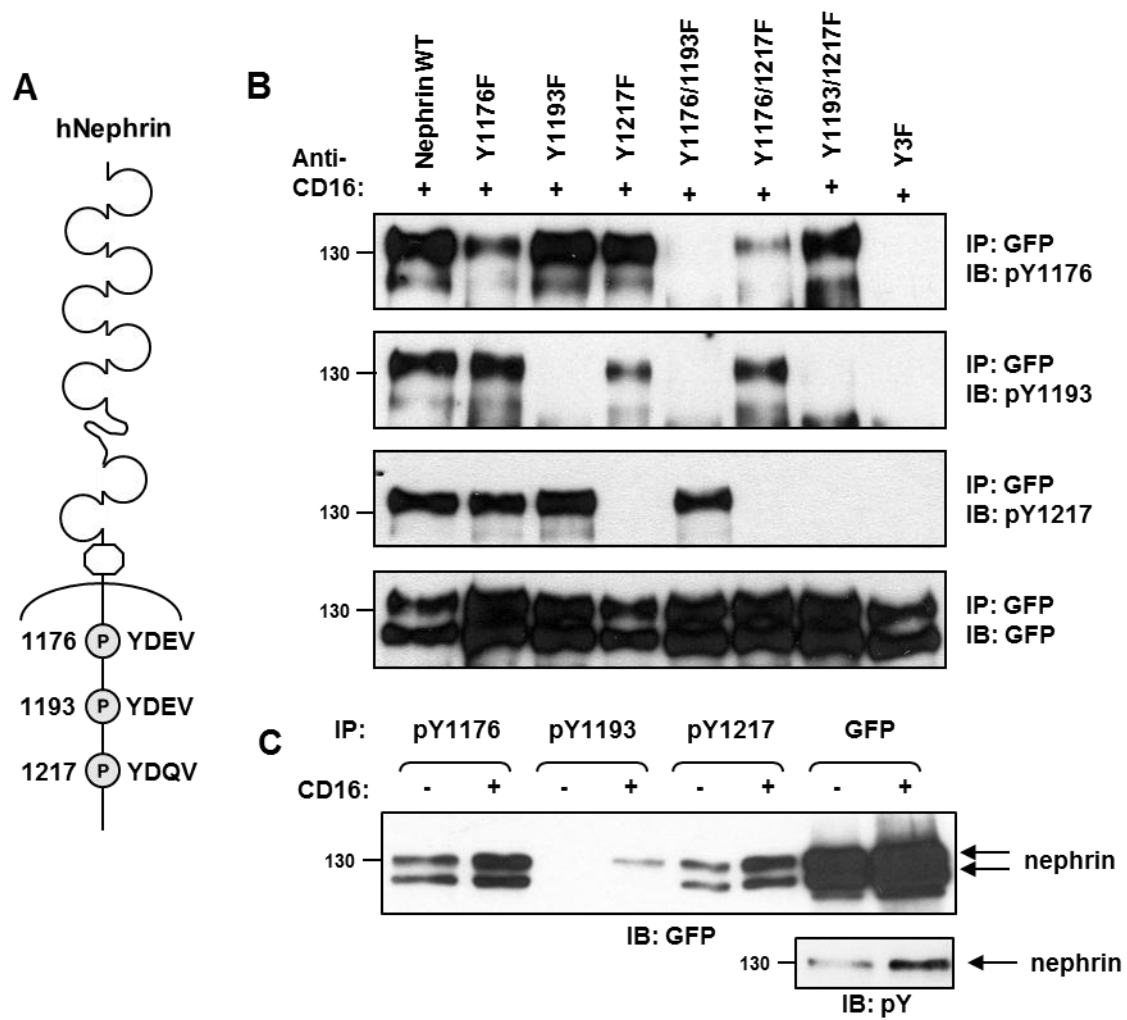 A
hNephrin
1176 P YDEV
1193 P YDEV
1217 P YDQV
B
Nephrin WT
Y1176F
Y1193F
Y1217F
Y1176/1193F
Y1176/1217F
Y1193/1217F
Y3F
Anti-
CD16: + + + + + + + +
130
IP: GFP
IB: pY1176
130
IP: GFP
IB: pY1193
130
IP: GFP
IB: pY1217
130
IP: GFP
IB: GFP
C
IP: pY1176 pY1193 pY1217 GFP
CD16: - + - + - + - +
130
nephrin
IB: GFP
130
nephrin
IB: pY